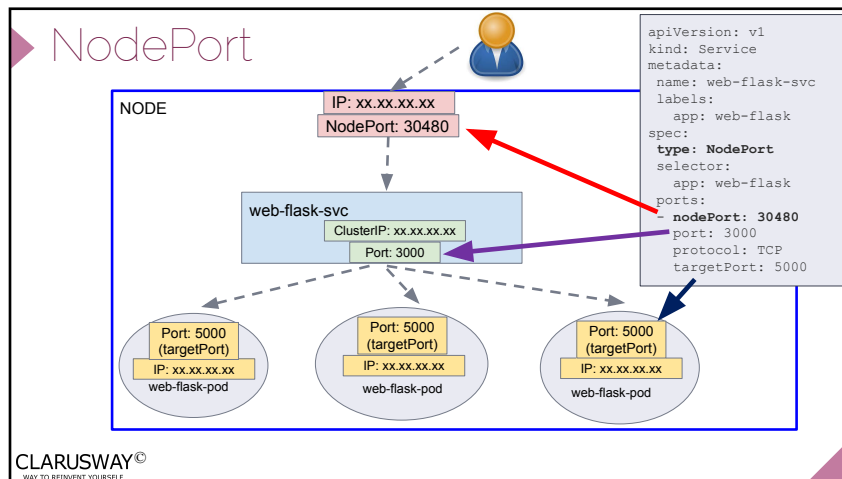 NodePort
apiVersion: v1
kind: Service
metadata:
name: web-flask-svc
labels:
app: web-flask
spec:
type: NodePort
selector:
app: web-flask
ports:
- nodePort: 30480
port: 3000
protocol: TCP
targetPort: 5000
NODE
IP: xx.xx.xx.xx
NodePort: 30480
web-flask-svc
ClusterIP: xx.xx.xx.xx
Port: 3000
Port: 5000
(targetPort)
IP: xx.xx.xx.xx
web-flask-pod
Port: 5000
(targetPort)
IP: xx.xx.xx.xx
web-flask-pod
Port: 5000
(targetPort)
IP: xx.xx.xx.xx
web-flask-pod
CLARUSWAY©
WAY TO REINVENT YOURSELF